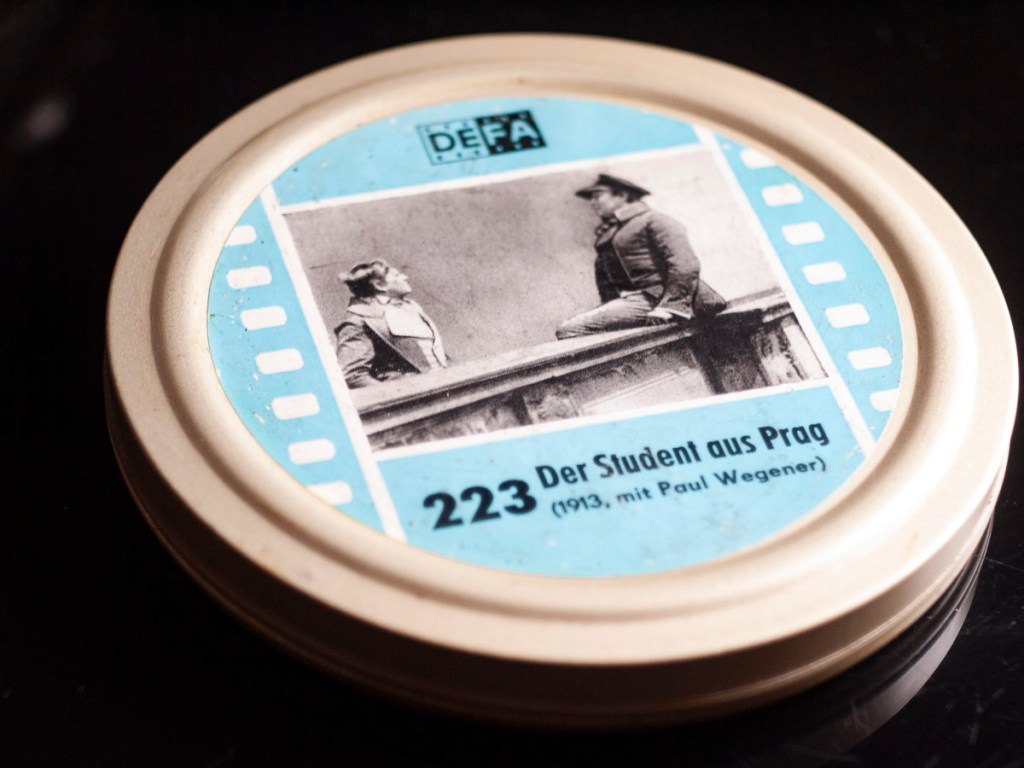 DEFA
223 Der Student aus Prag
(1913, mit Paul Wegener)